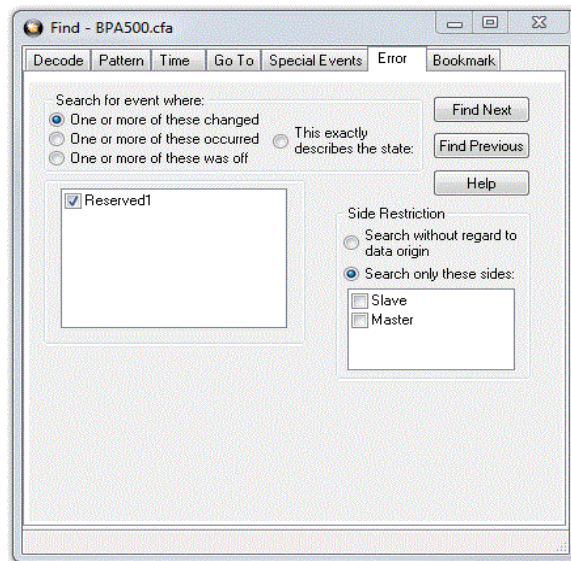 Find - BPA500.cfa
Decode Pattern Time Go To Special Events Error Bookmark
Search for event where:
One or more of these changed
One or more of these occurred
One or more of these was off
This exactly
describes the state:
Find Next
Find Previous
Help
Reserved1
Side Restriction
Search without regard to
data origin
Search only these sides:
Slave
Master